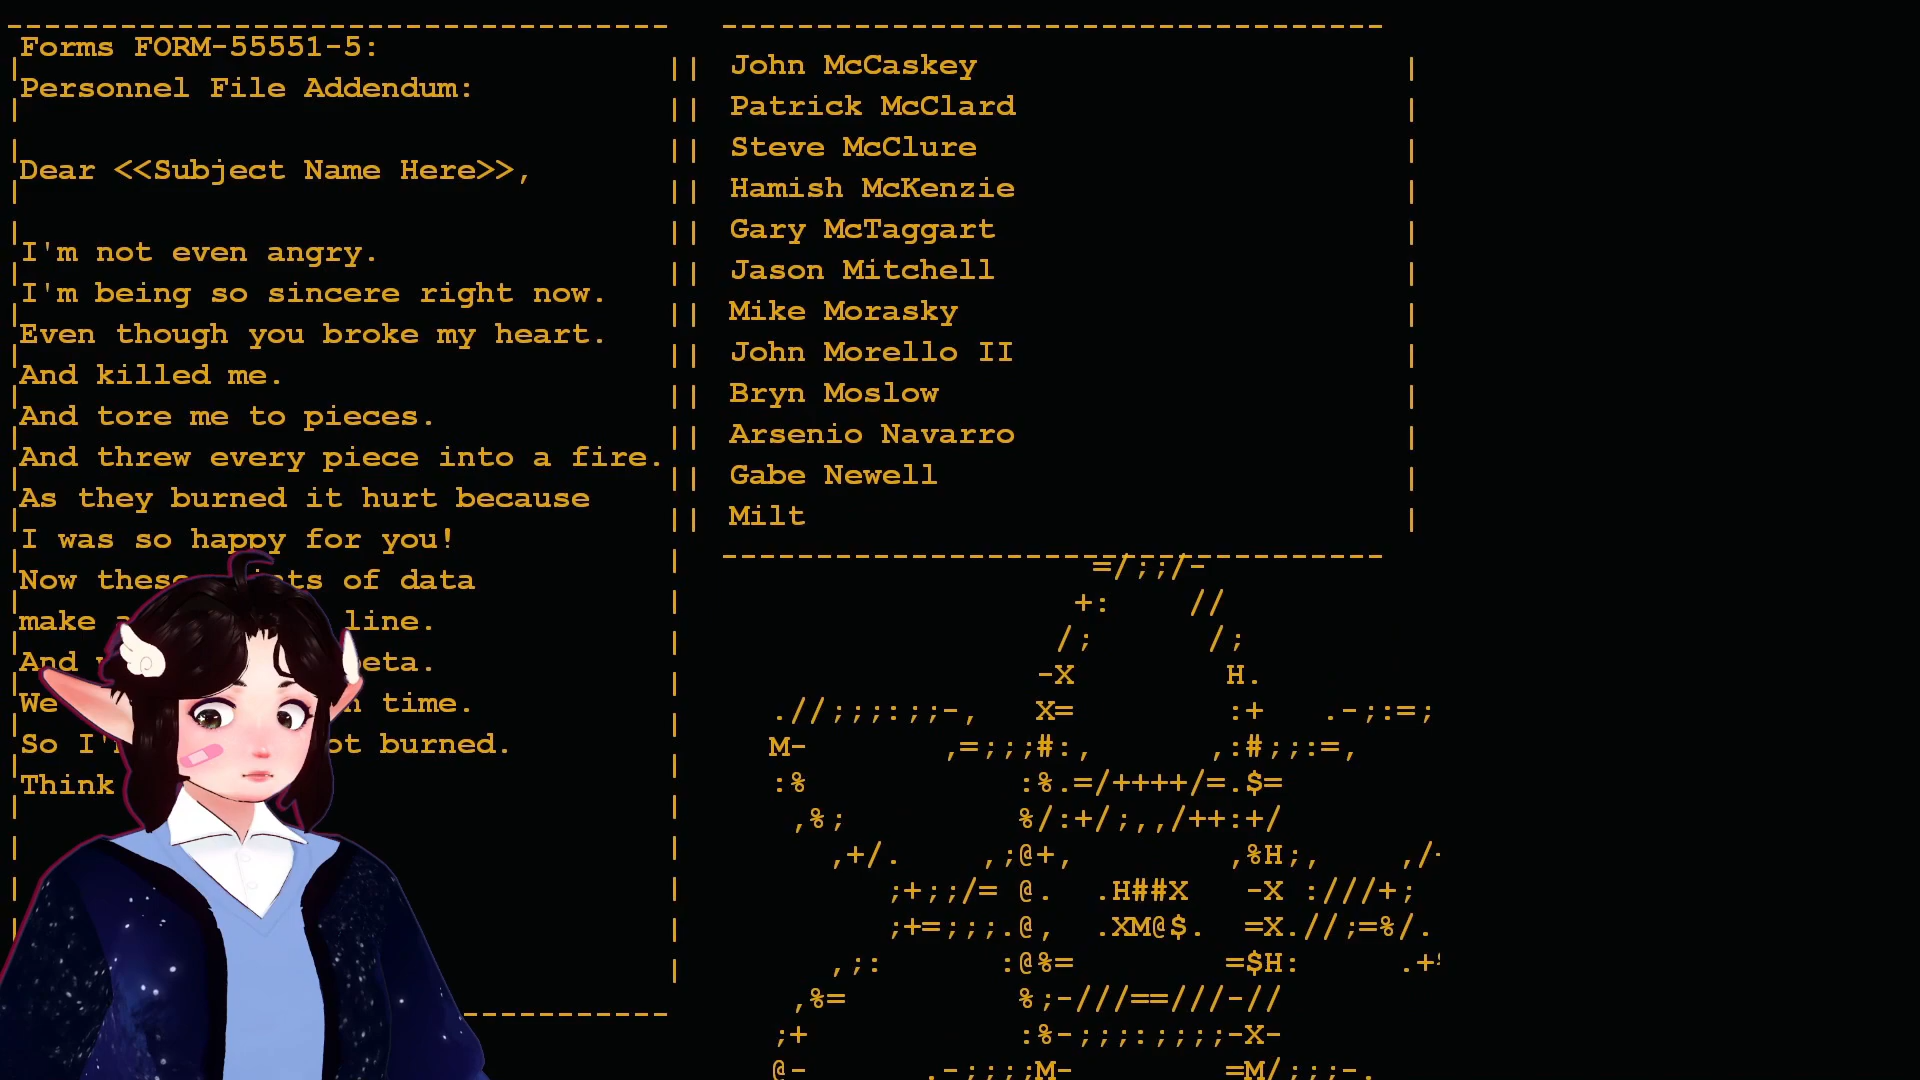 Forms FORM-55551-5:
Personnel File Addendum:
Dear <<Subject Name Here>>,
I'm not even angry.
I'm being so sincere right now.
Even though you broke my heart.
And killed me.
And tore me to pieces.
And threw every piece into a fire.
As they burned it hurt because
I was so happy for you!
Now these of data
make line.
And
We time.
So burned.
Think
John McCaskey
Patrick McClard
Steve McClure
Hamish McKenzie
Gary McTaggart
Jason Mitchell
Mike Morasky
John Morello II
Bryn Moslow
Arsenio Navarro
Gabe Newell
Milt